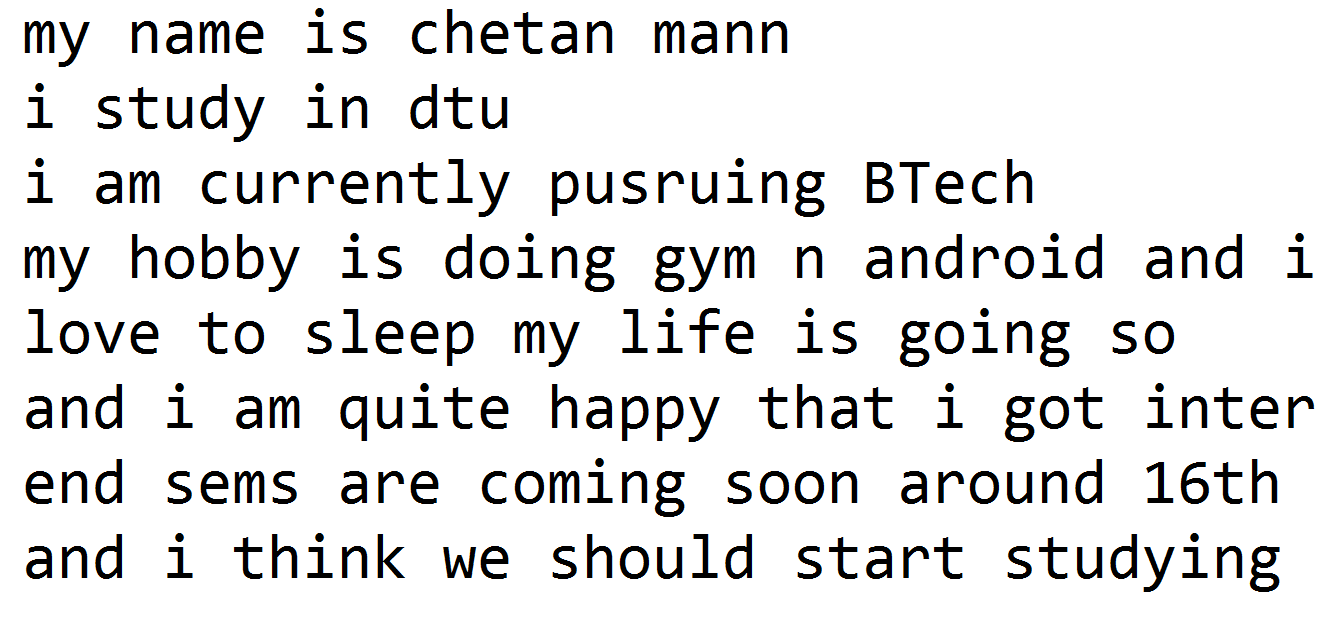 my name is chetan mann
i study in dtu
i am currently pusruing BTech
my hobby is doing gym n android and i
love to sleep my life is going so
and i am quite happy that i got inter
end sems are coming soon around 16th
and i think we should start studying